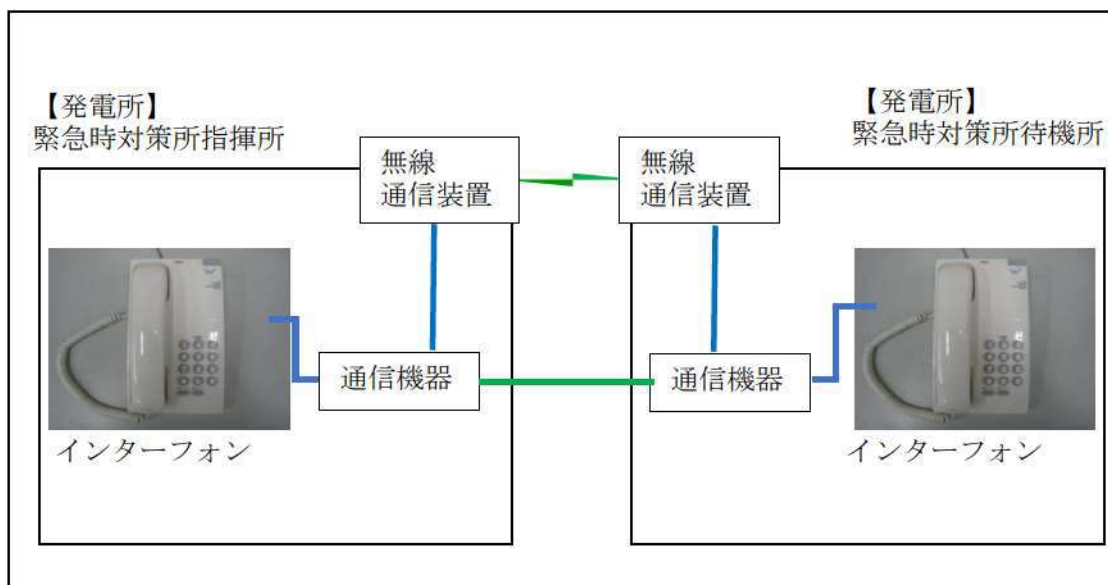 【発電所】
緊急時対策所指揮所
【発電所】
緊急時対策所待機所
無線
通信装置
無線
通信装置
通信機器
通信機器
インターフォン
インターフォン